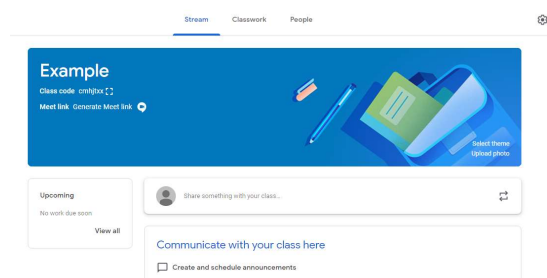 Stream Classwork People
Example
Class code cmhjtxx
Meet link Generate Meet link
Select theme
Upload photo
Upcoming
No work due soon
View all
Share something with your class...
Communicate with your class here
Create and schedule announcements